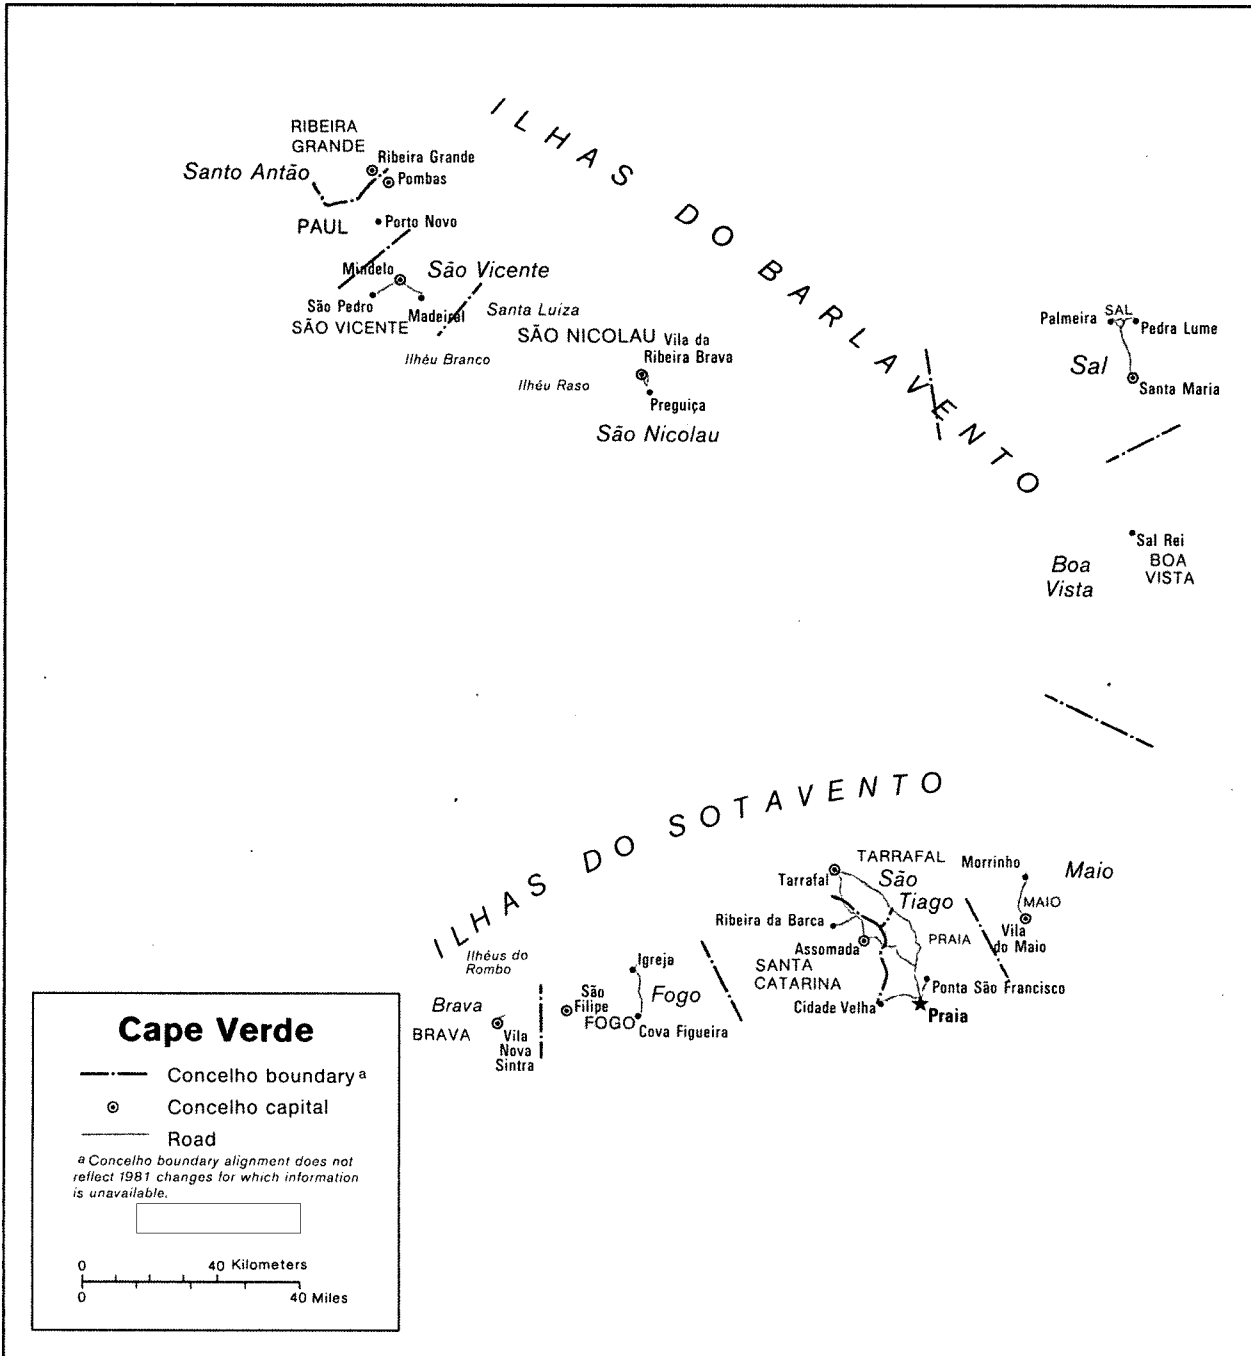 ILHAS DO BARLAVENTO
RIBEIRA
GRANDE
Ribeira Grande
Santo Antão
Pombas
PAUL
Porto Novo
Mindelo
São Vicente
São Pedro
Madeiral
SÃO VICENTE
Santa Luiza
Ilhéu Branco
SÃO NICOLAU
Vila da
Ribeira Brava
Ilhéu Raso
Preguiça
São Nicolau
Palmeira
SAL
Pedra Lume
Sal
Santa Maria
Sal Rei
Boa
Vista
BOA
VISTA
ILHAS DO SOTAVENTO
TARRAFAL
Tarrafal
São
Tiago
Morrinho
Maio
MAIO
Vila
do Maio
Ribeira da Barca
Assomada
PRAIA
SANTA
CATARINA
Ponta São Francisco
Cidade Velha
Praia
Ilhéus do
Rombo
Igreja
Fogo
São
Filipe
FOGO
Cova Figueira
Brava
BRAVA
Vila
Nova
Sintra
Cape Verde
Concelho boundary a
Concelho capital
Road
a Concelho boundary alignment does not
reflect 1981 changes for which information
is unavailable.
0 40 Kilometers
0 40 Miles